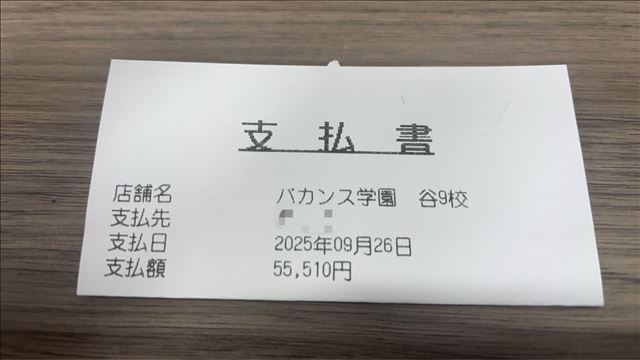 支払書
店舗名 バカンス学園 谷9校
支払先
支払日 2025年09月26日
支払額 55,510円